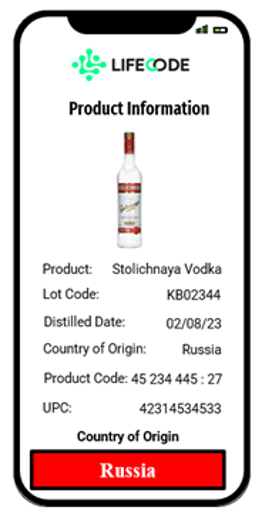 LIFECODE
Product Information
Product: Stolichnaya Vodka
Lot Code: KB02344
Distilled Date: 02/08/23
Country of Origin: Russia
Product Code: 45 234 445 : 27
UPC: 42314534533
Country of Origin
Russia